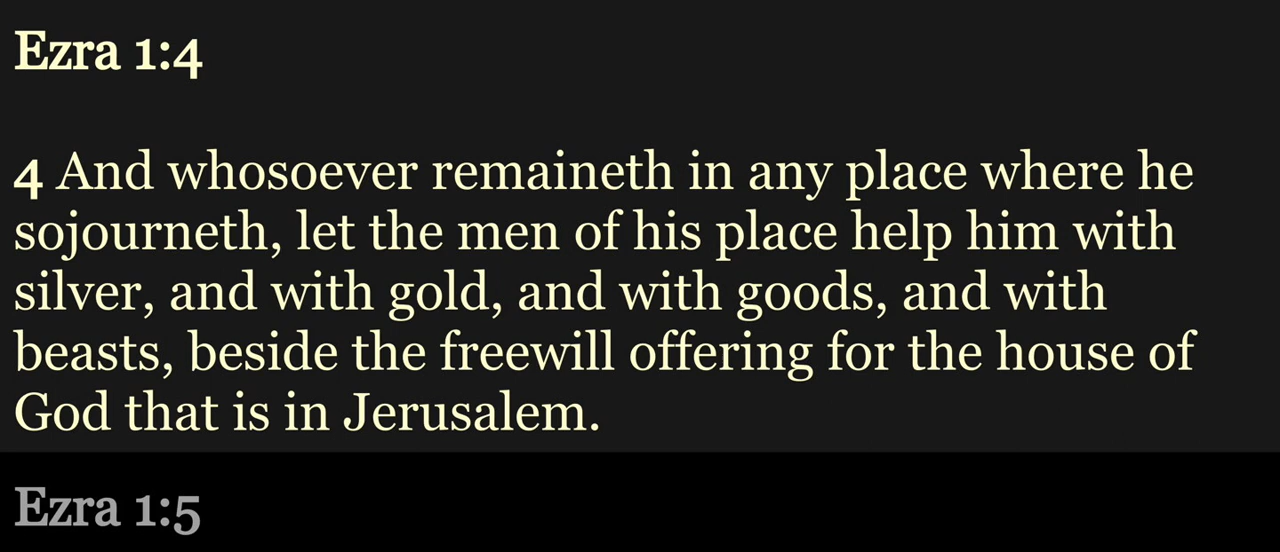 Ezra 1:4
4 And whosoever remaineth in any place where he
sojourneth, let the men of his place help him with
silver, and with gold, and with goods, and with
beasts, beside the freewill offering for the house of
God that is in Jerusalem.
Ezra 1:5